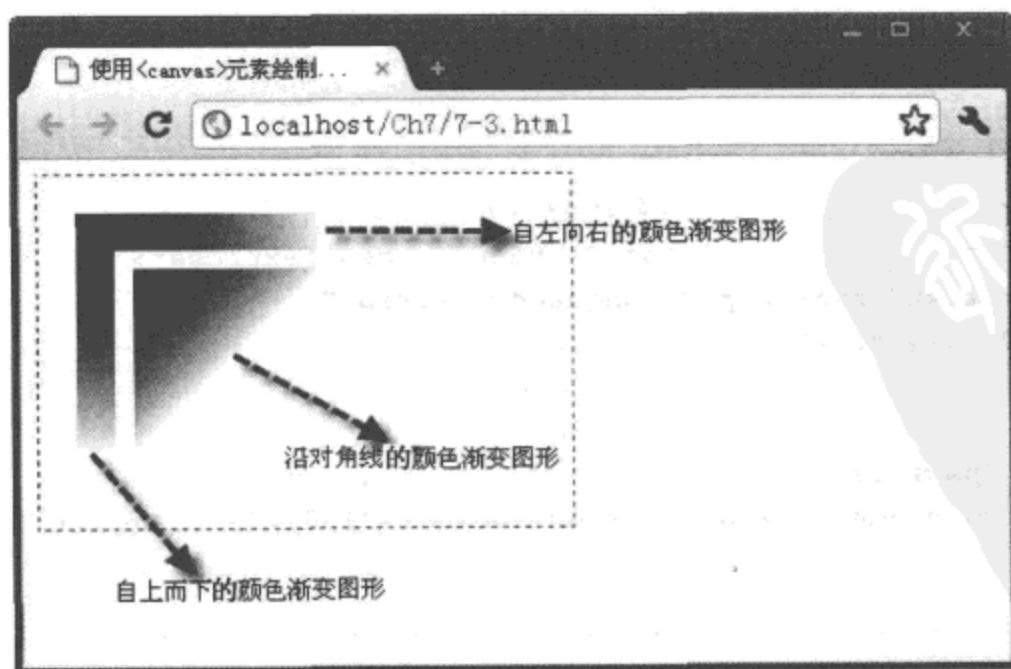 使用<canvas>元素绘制...
localhost/Ch7/7-3.html
自左向右的颜色渐变图形
沿对角线的颜色渐变图形
自上而下的颜色渐变图形